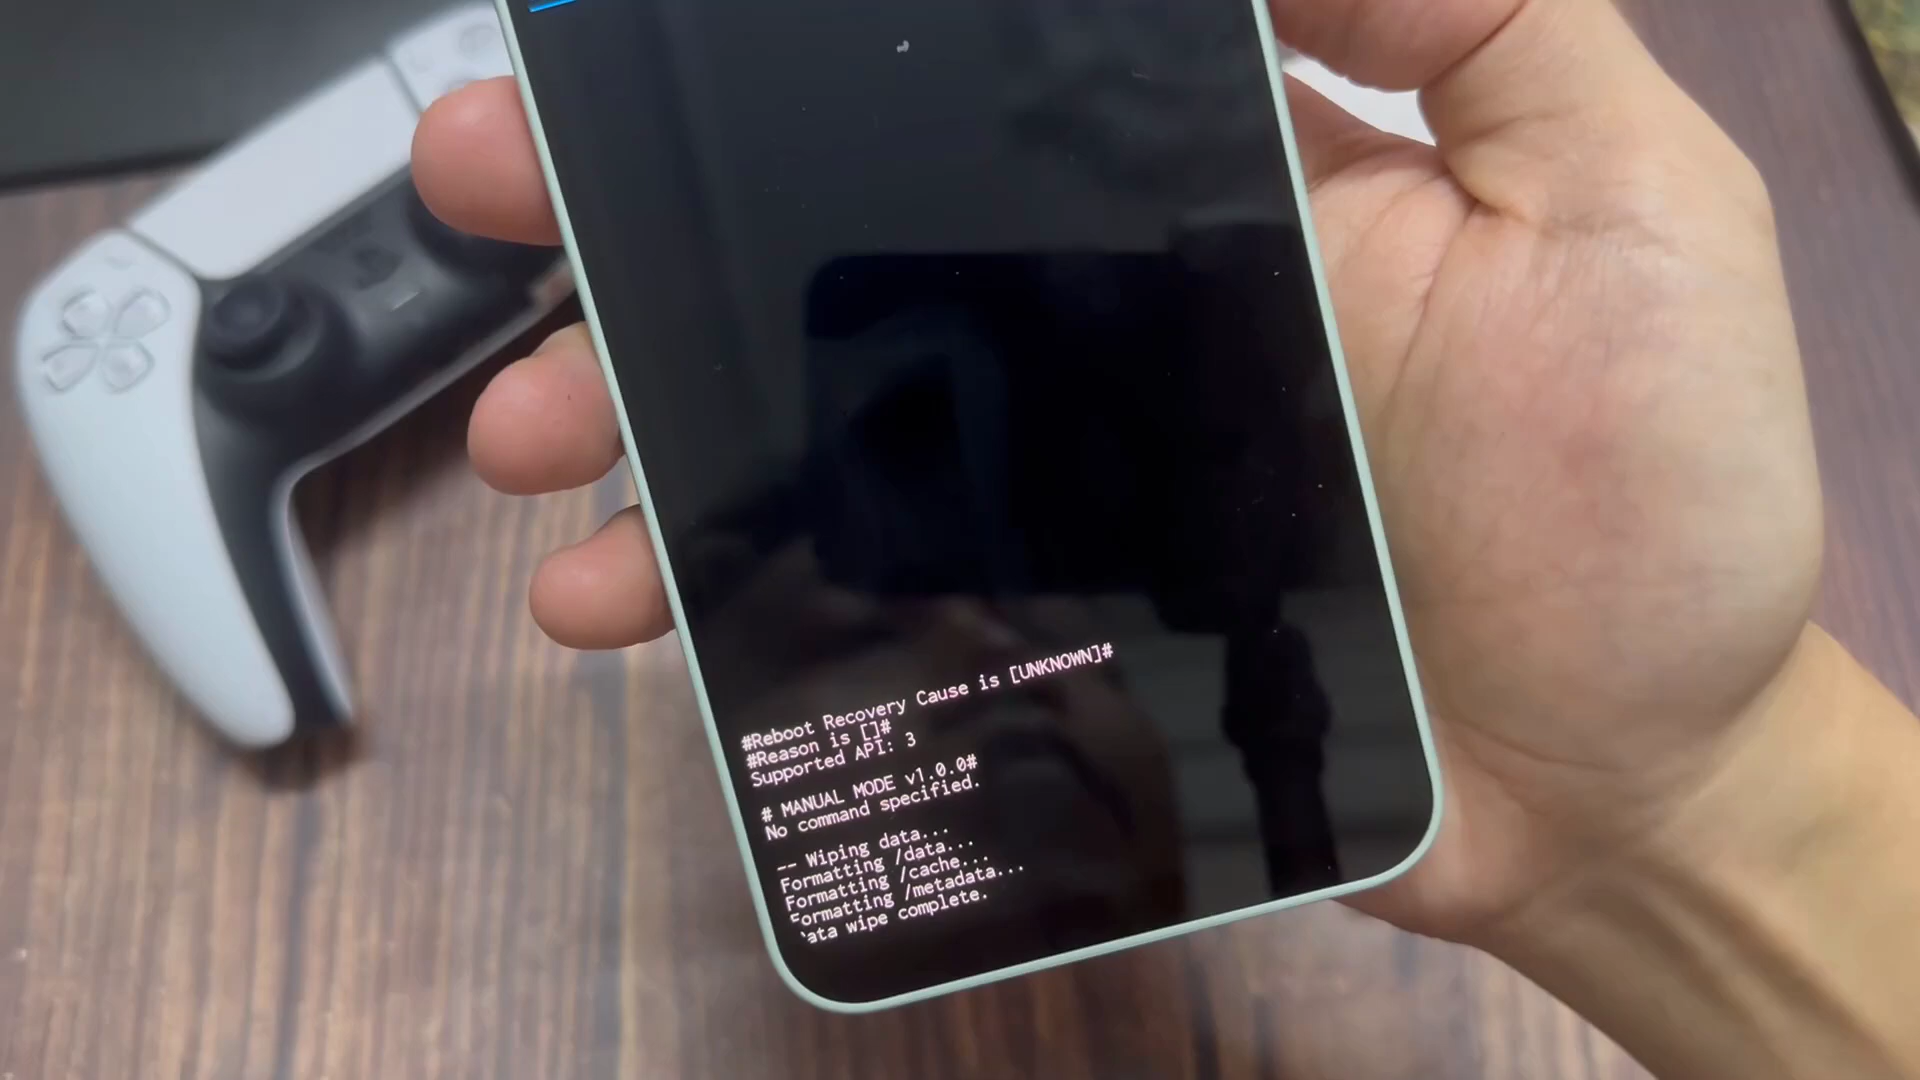 #Reboot Recovery Cause is [UNKNOWN]#
#Reason is []#
Supported API: 3
# MANUAL MODE v1.0.0#
No command specified.
-- Wiping data...
Formatting /data...
Formatting /cache...
Formatting /metadata...
ata wipe complete.